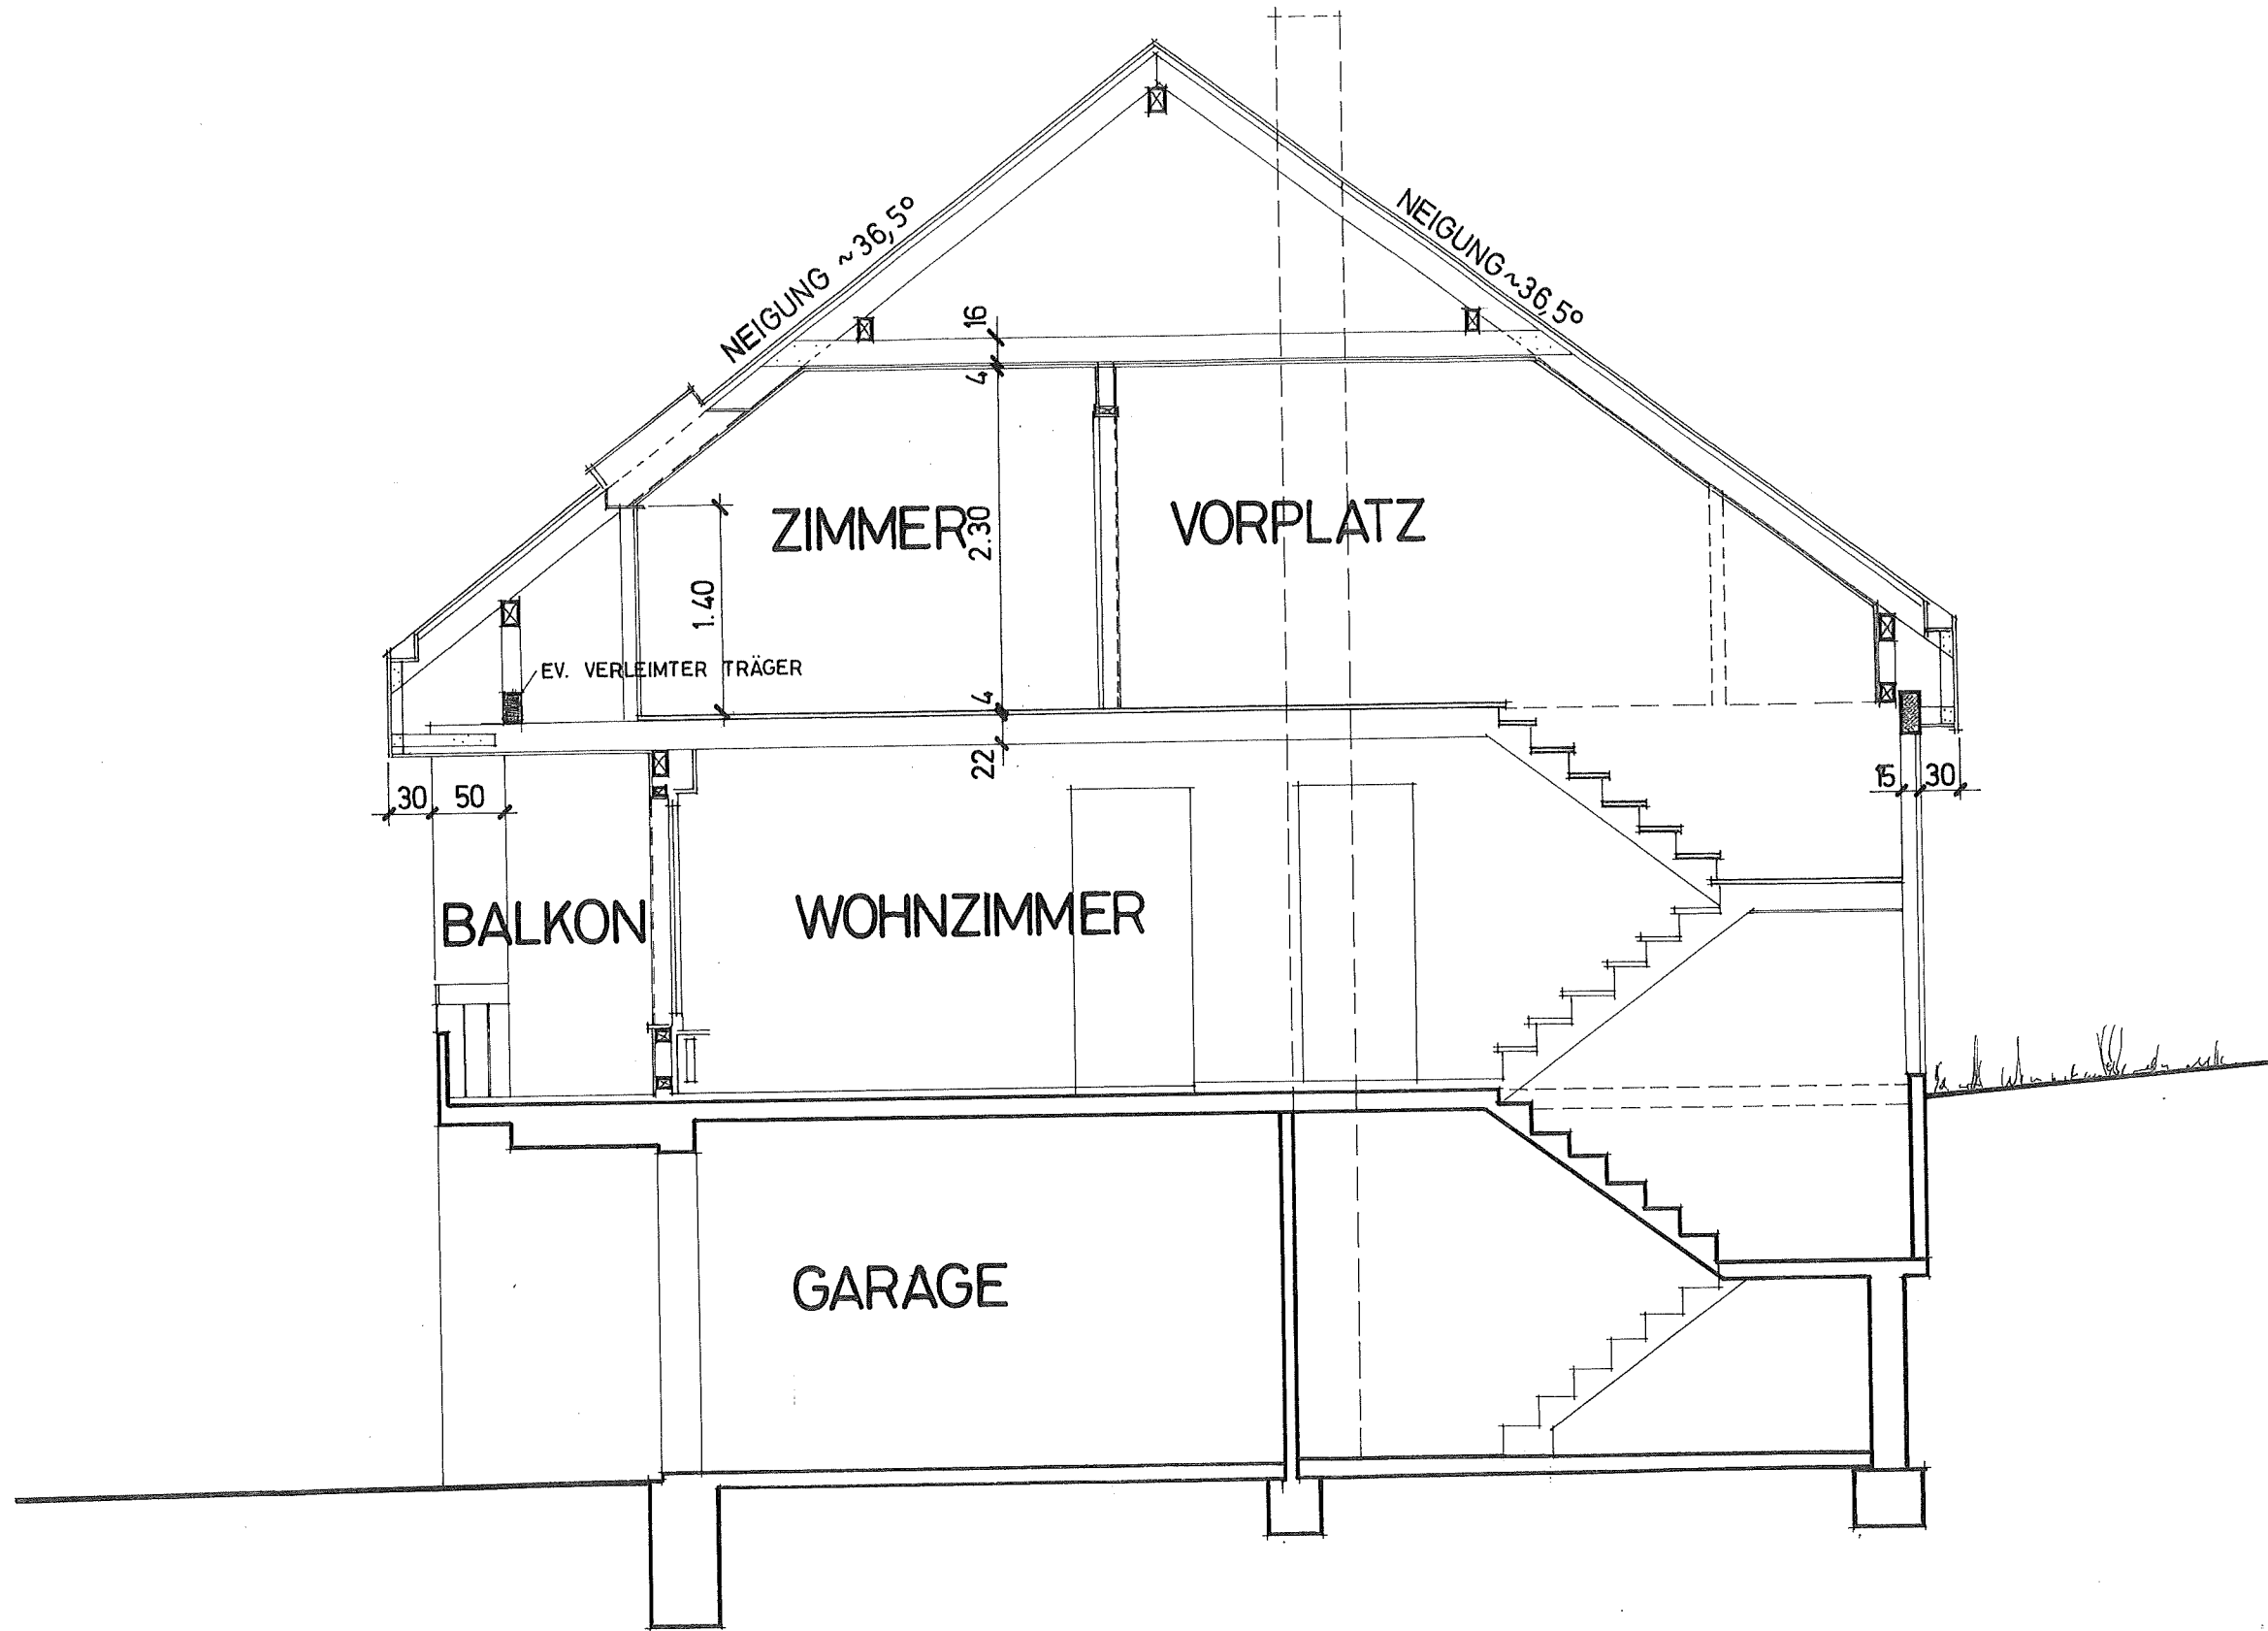 NEIGUNG ~36,5°
NEIGUNG ~36,5°
16
4
ZIMMER
2.30
VORPLATZ
1.40
EV. VERLEIMTER TRÄGER
4
22
30 50
15 30
BALKON
WOHNZIMMER
GARAGE